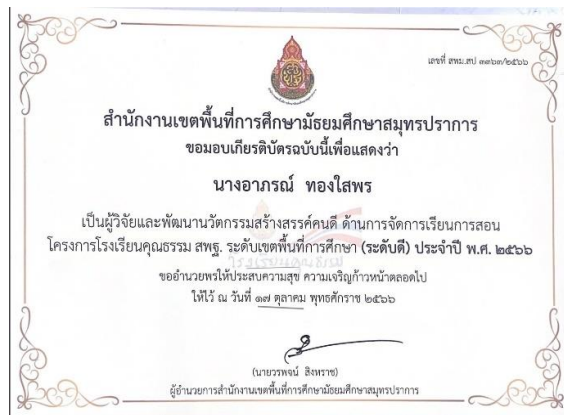 เลขที่ สพม.สป ๓๗๖๓/๒๕๖๖
สำนักงานเขตพื้นที่การศึกษามัธยมศึกษาสมุทรปราการ
ขอมอบเกียรติบัตรฉบับนี้เพื่อแสดงว่า
นางอาภรณ์ ทองใสพร
เป็นผู้วิจัยและพัฒนานวัตกรรมสร้างสรรค์คนดี ด้านการจัดการเรียนการสอน
โครงการโรงเรียนคุณธรรม สพฐ. ระดับเขตพื้นที่การศึกษา (ระดับดี) ประจำปี พ.ศ. ๒๕๖๖
โรงเรียนคุณธรรม
ขออำนวยพรให้ประสบความสุข ความเจริญก้าวหน้าตลอดไป
ให้ไว้ ณ วันที่ ๑๗ ตุลาคม พุทธศักราช ๒๕๖๖
(นายวรพจน์ สิงหราช)
ผู้อำนวยการสำนักงานเขตพื้นที่การศึกษามัธยมศึกษาสมุทรปราการ